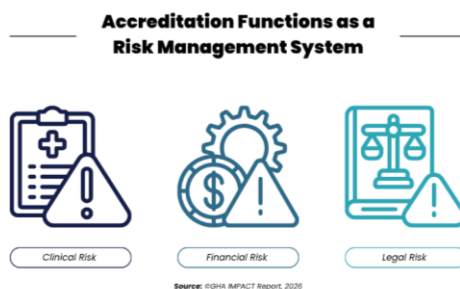 Accreditation Functions as a
Risk Management System
$
Clinical Risk
Financial Risk
Legal Risk
Source: ©GHA IMPACT Report, 2026